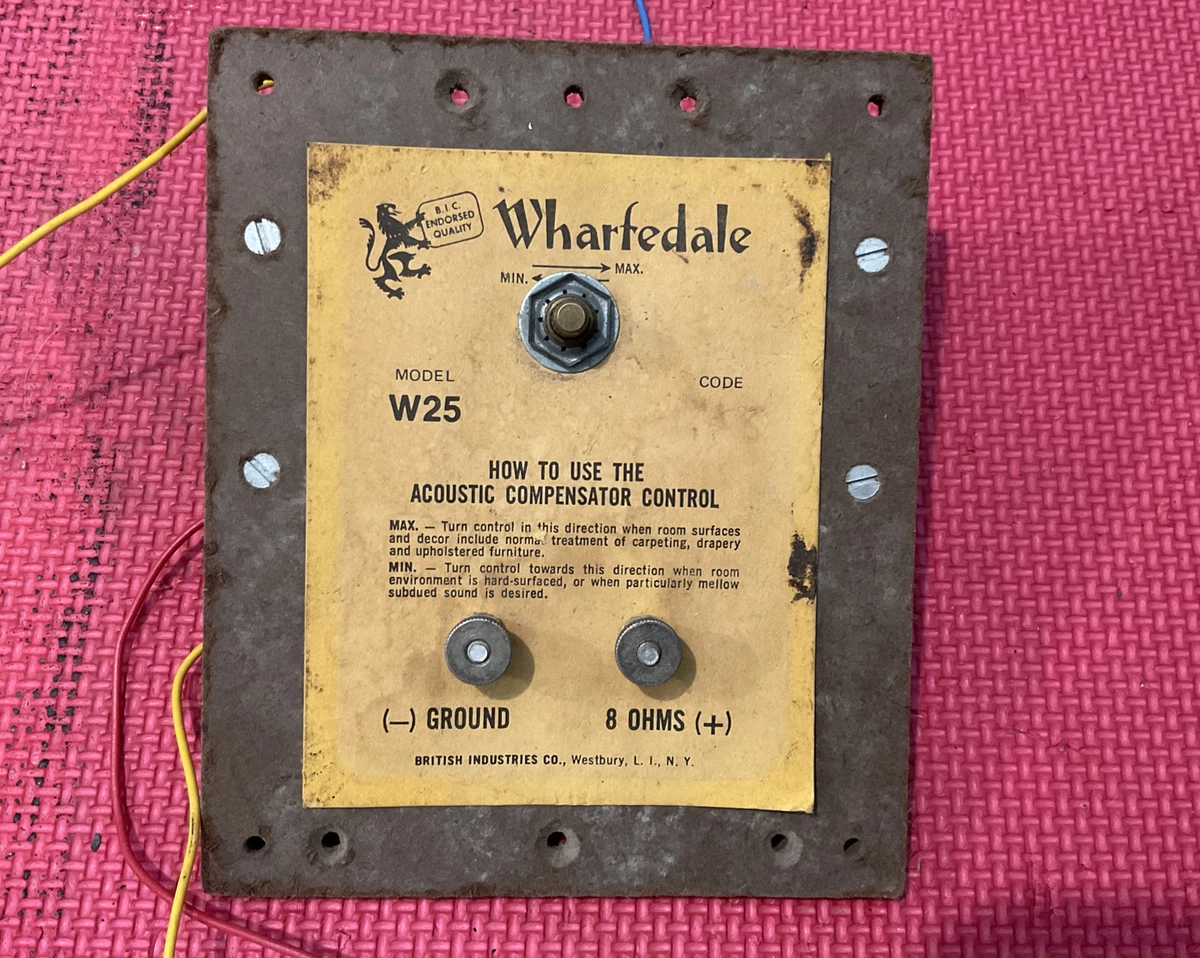 B.I.C.
ENDORSED
QUALITY
Wharfedale
MAX.
MIN.
MODEL
CODE
W25
HOW TO USE THE
ACOUSTIC COMPENSATOR CONTROL
MAX. — Turn control in this direction when room surfaces
and decor include normal treatment of carpeting, drapery
and upholstered furniture.
MIN. — Turn control towards this direction when room
environment is hard-surfaced, or when particularly mellow
subdued sound is desired.
(—) GROUND
8 OHMS (+)
BRITISH INDUSTRIES CO., Westbury, L. I., N. Y.